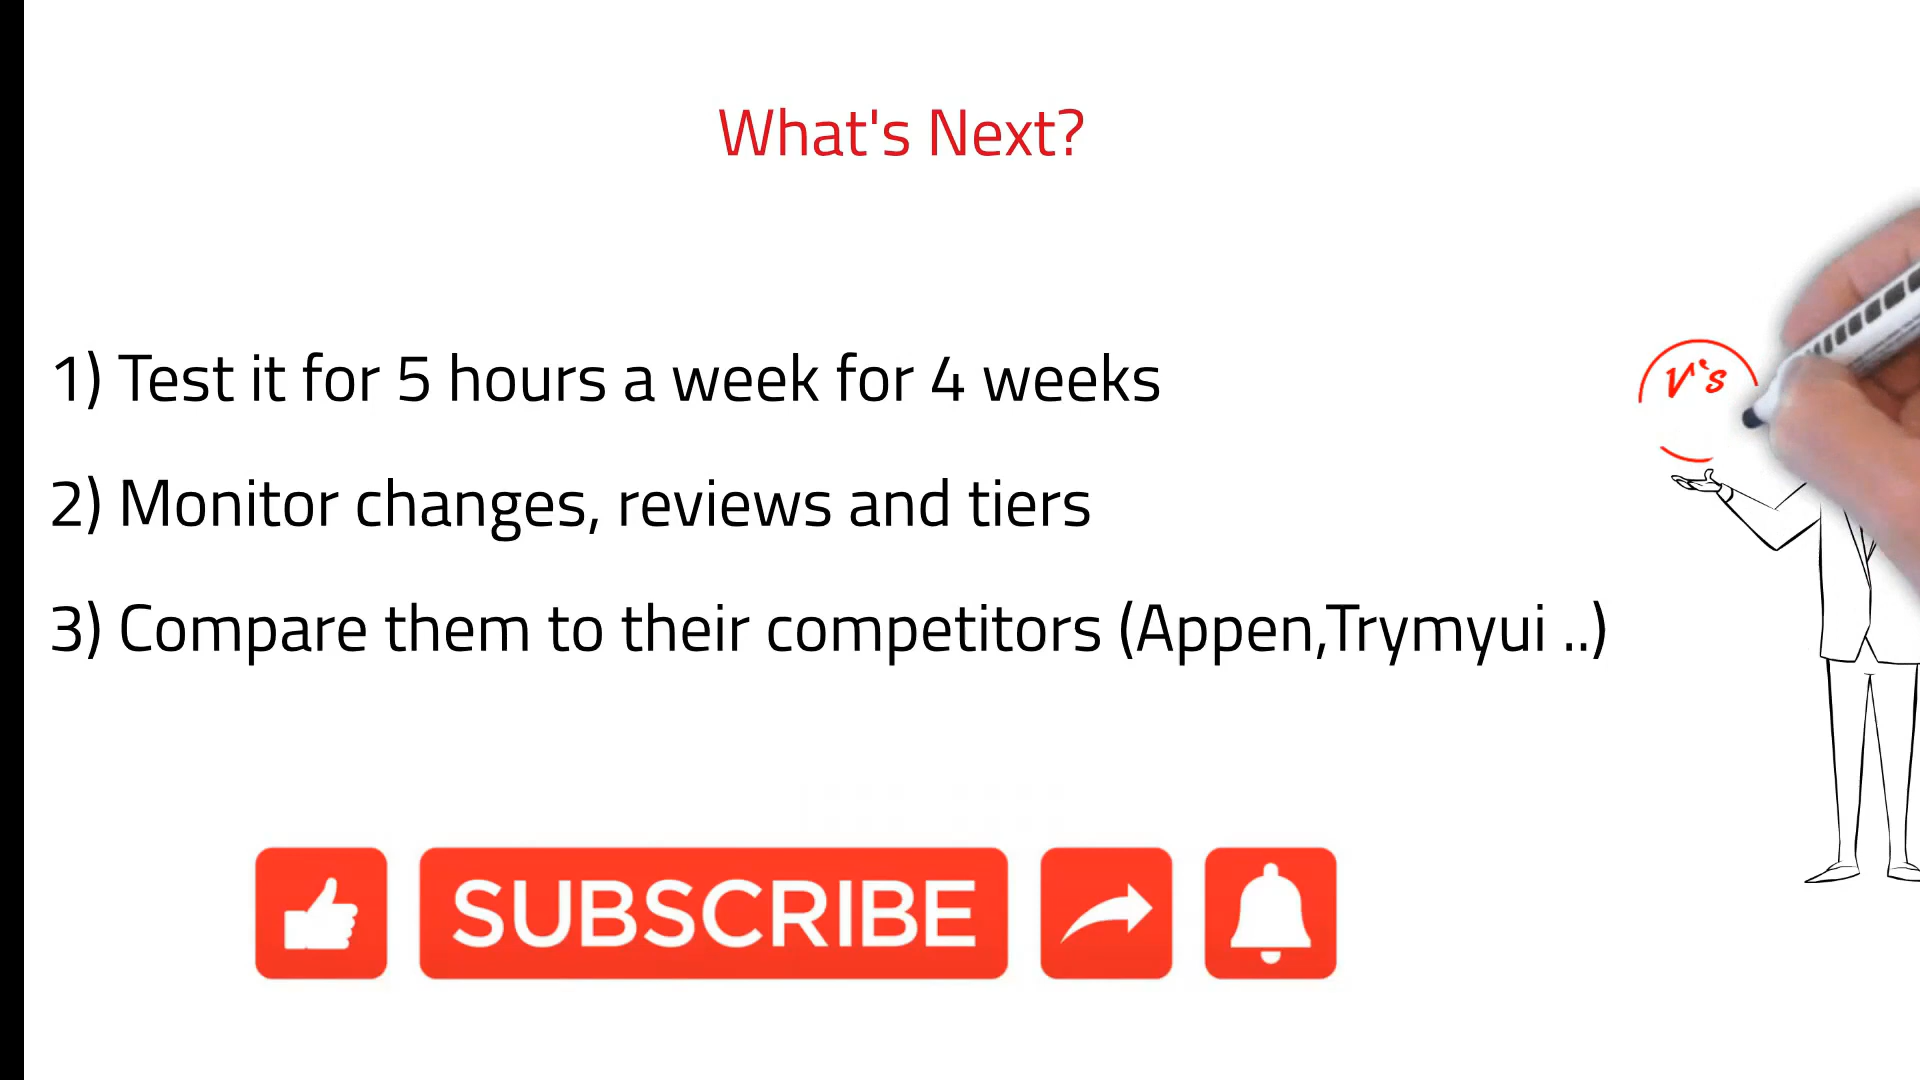 What's Next?
1) Test it for 5 hours a week for 4 weeks
V's
2) Monitor changes, reviews and tiers
3) Compare them to their competitors (Appen,Trymyui ..)
SUBSCRIBE